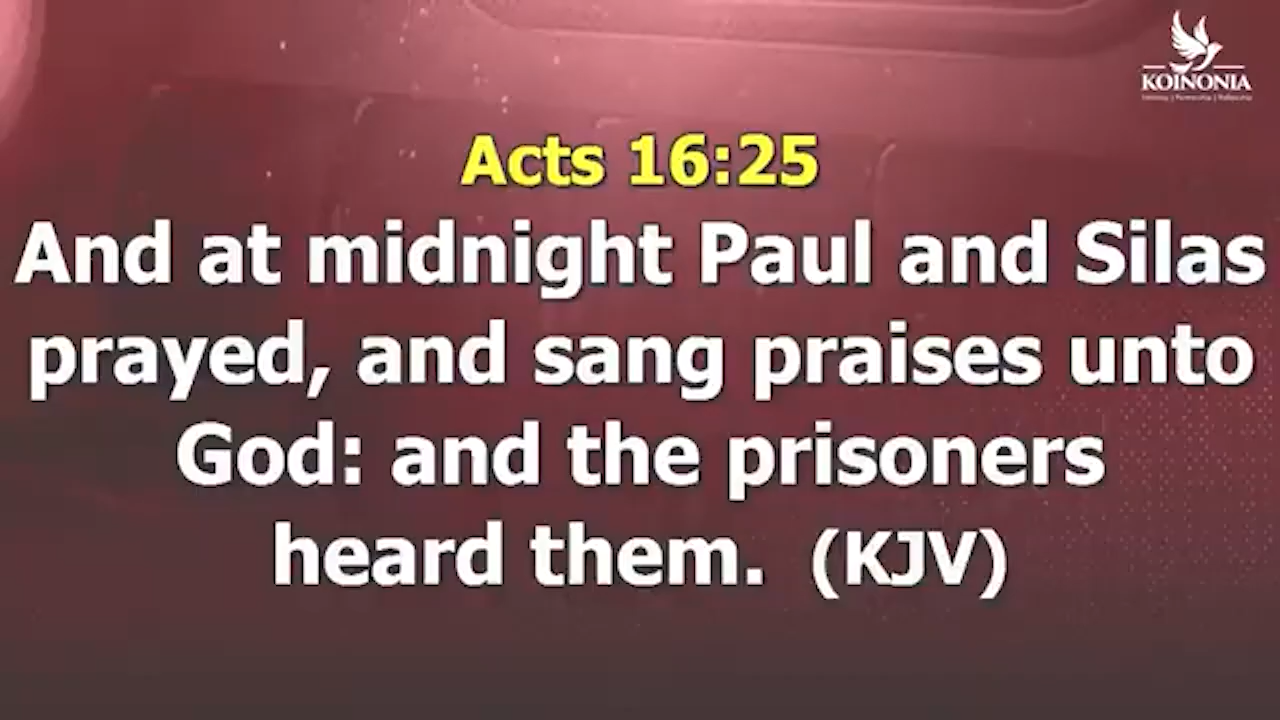 KOINONIA
Acts 16:25
And at midnight Paul and Silas
prayed, and sang praises unto
God: and the prisoners
heard them. (KJV)